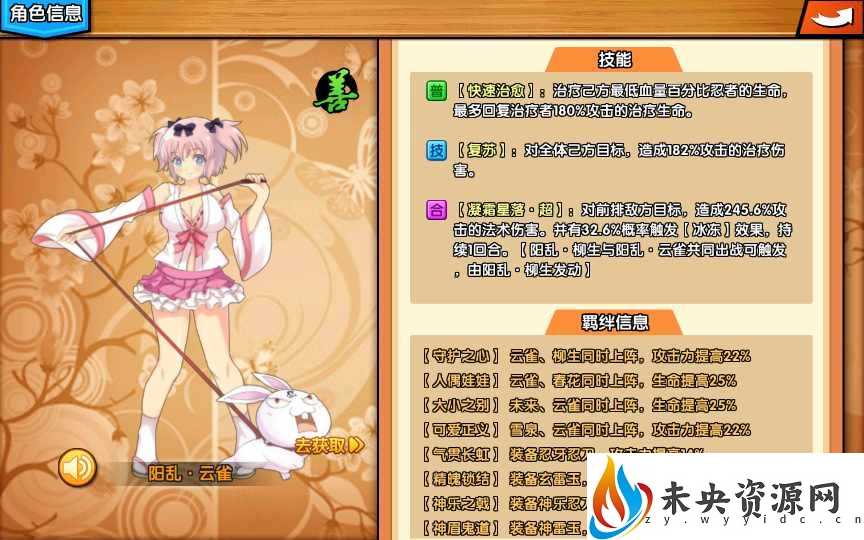 角色信息
善
去获取
阳乱·云雀
技能
普 【快速治愈】：治疗己方最低血量百分比忍者的生命，
最多回复治疗者180%攻击的治疗生命。
技 【复苏】：对全体己方目标，造成182%攻击的治疗伤
害。
合 【凝霜星落·超】：对前排敌方目标，造成245.6%攻
击的法术伤害。并有32.6%概率触发【冰冻】效果，持
续1回合。【阳乱·柳生与阳乱·云雀共同出战可触发
，由阳乱·柳生发动】
羁绊信息
【守护之心】 云雀、柳生同时上阵，攻击力提高22%
【人偶娃娃】 云雀、春花同时上阵，生命提高25%
【大小之别】 未来、云雀同时上阵，生命提高25%
【可爱正义】 雪泉、云雀同时上阵，攻击力提高22%
【气贯长虹】 装备忍牙忍刀，攻击力提高14%
【精魄锁结】 装备玄雷玉，
【神乐之戟】 装备神乐忍刀
【神眉鬼道】 装备神雷玉，
未央资源网
zy.wyyidc.cn